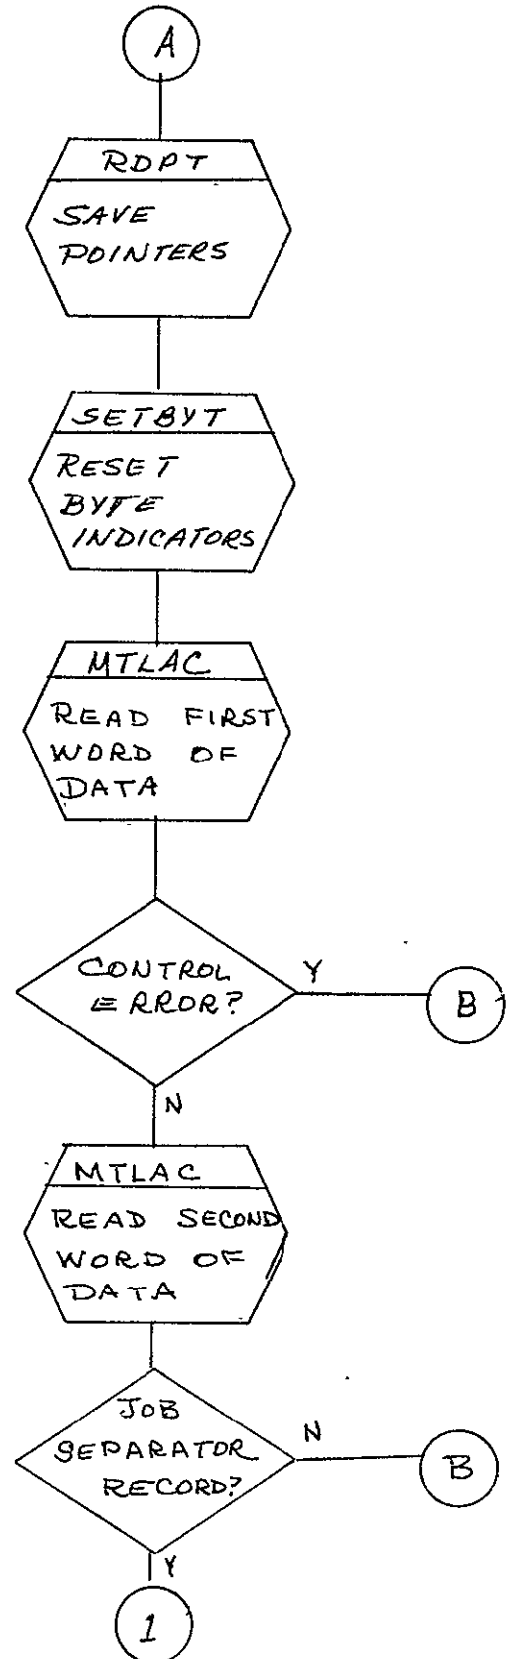 A
RDPT
SAVE
POINTERS
SETBYT
RESET
BYTE
INDICATORS
MTLAC
READ FIRST
WORD OF
DATA
CONTROL
ERROR?
Y
B
N
MTLAC
READ SECOND
WORD OF
DATA
JOB
SEPARATOR
RECORD?
N
B
Y
1